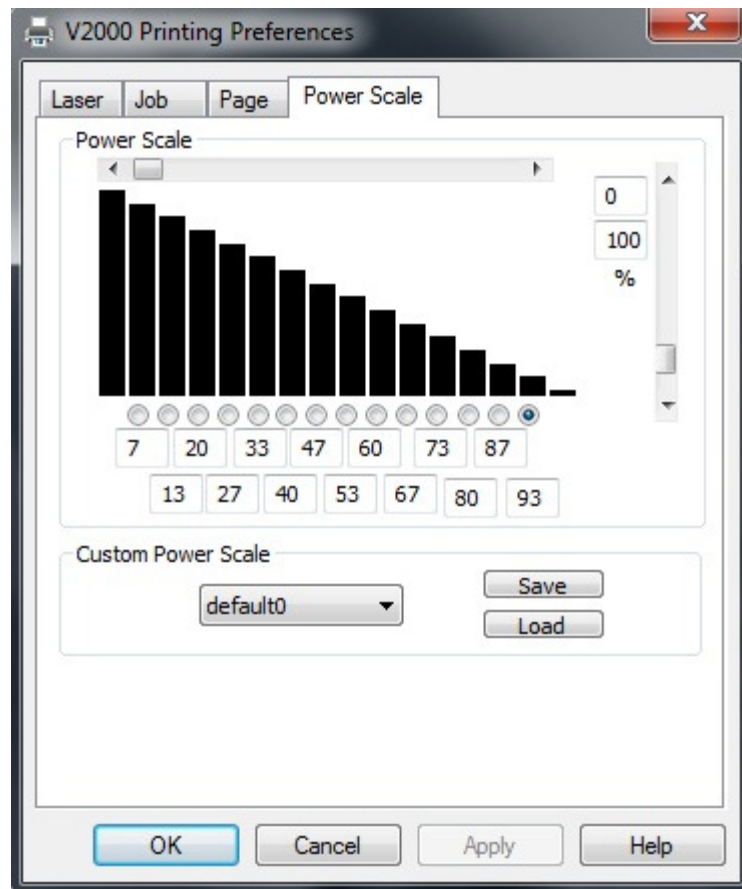 V2000 Printing Preferences
Laser Job Page Power Scale
Power Scale
0
100
%
7 20 33 47 60 73 87
13 27 40 53 67 80 93
Custom Power Scale
default0
Save
Load
OK Cancel Apply Help